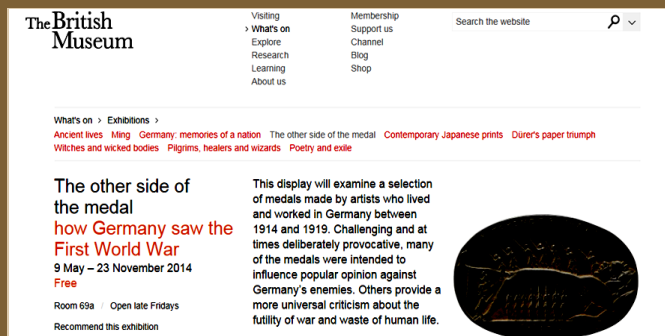 The British
Museum
Visiting
> What's on
Explore
Research
Learning
About us
Membership
Support us
Channel
Blog
Shop
Search the website
What's on > Exhibitions >
Ancient lives Ming Germany: memories of a nation The other side of the medal Contemporary Japanese prints Dürer's paper triumph
Witches and wicked bodies Pilgrims, healers and wizards Poetry and exile
The other side of
the medal
how Germany saw the
First World War
9 May – 23 November 2014
Free
Room 69a / Open late Fridays
Recommend this exhibition
This display will examine a selection
of medals made by artists who lived
and worked in Germany between
1914 and 1919. Challenging and at
times deliberately provocative, many
of the medals were intended to
influence popular opinion against
Germany's enemies. Others provide a
more universal criticism about the
futility of war and waste of human life.